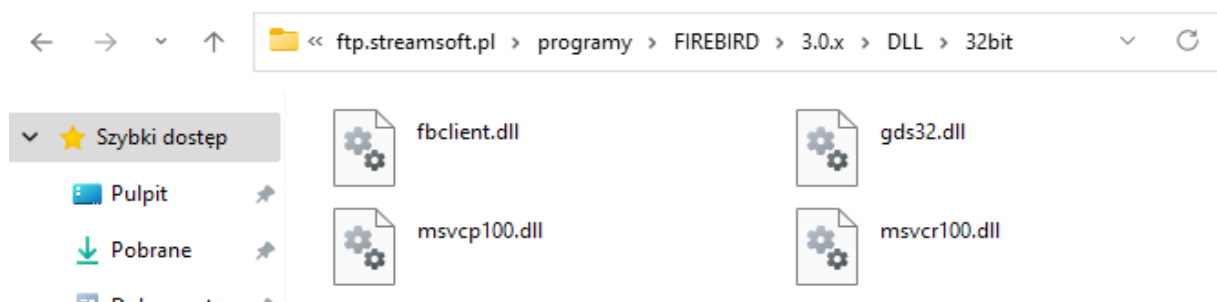 « ftp.streamsoft.pl > programy > FIREBIRD > 3.0.x > DLL > 32bit
Szybki dostęp
Pulpit
Pobrane
fbclient.dll
gds32.dll
msvcp100.dll
msvcr100.dll